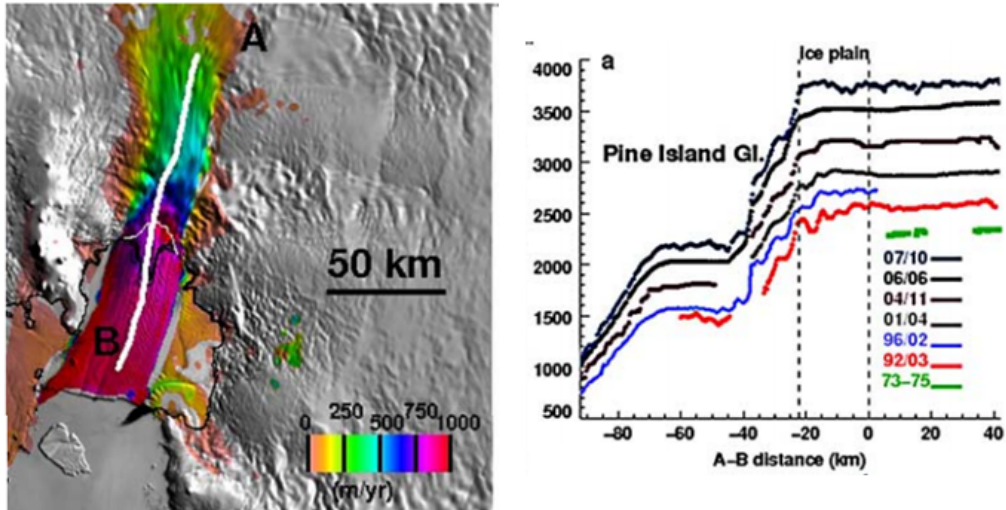 A
50 km
B
0 250 500 750 1000
(m/yr)
a
Ice plain
Pine Island Gl.
4000
3500
3000
2500
2000
1500
1000
500
07/10
06/06
04/11
01/04
96/02
92/03
73–75
−80 −60 −40 −20 0 20 40
A–B distance (km)